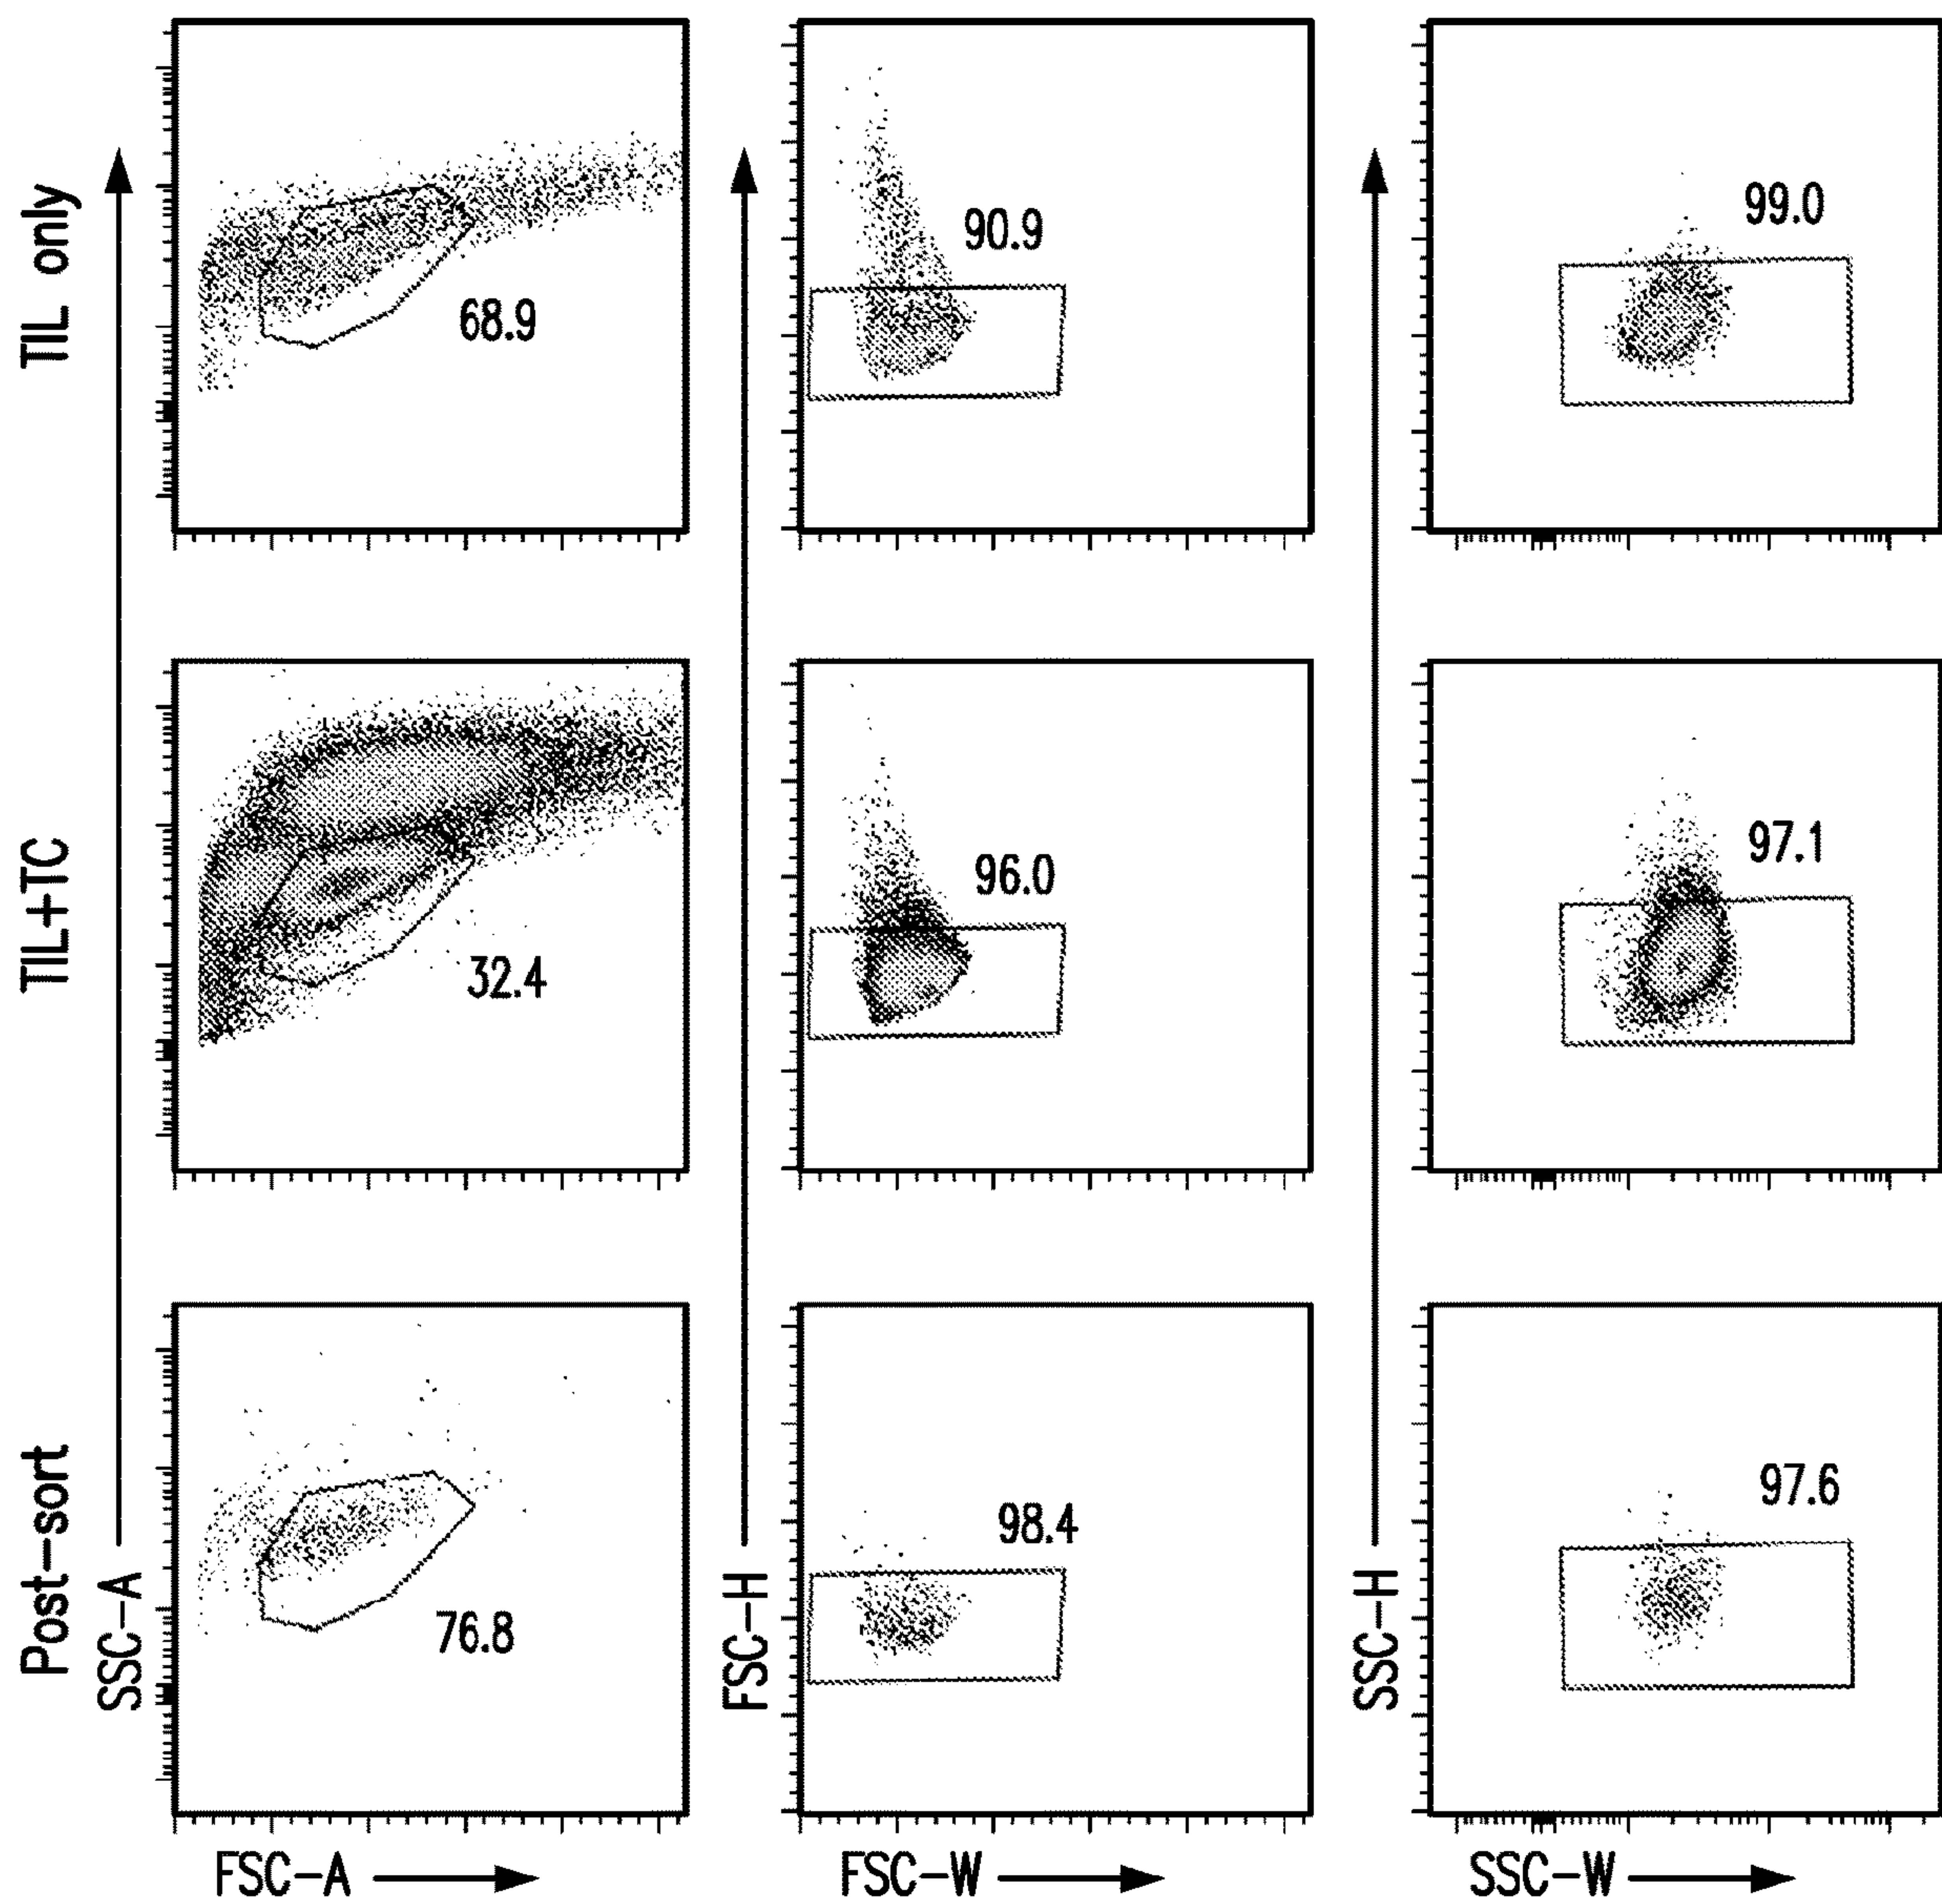 TIL only
68.9
90.9
99.0
TIL+TC
32.4
96.0
97.1
Post-sort
76.8
98.4
97.6
SSC-A
FSC-H
SSC-H
FSC-A
FSC-W
SSC-W